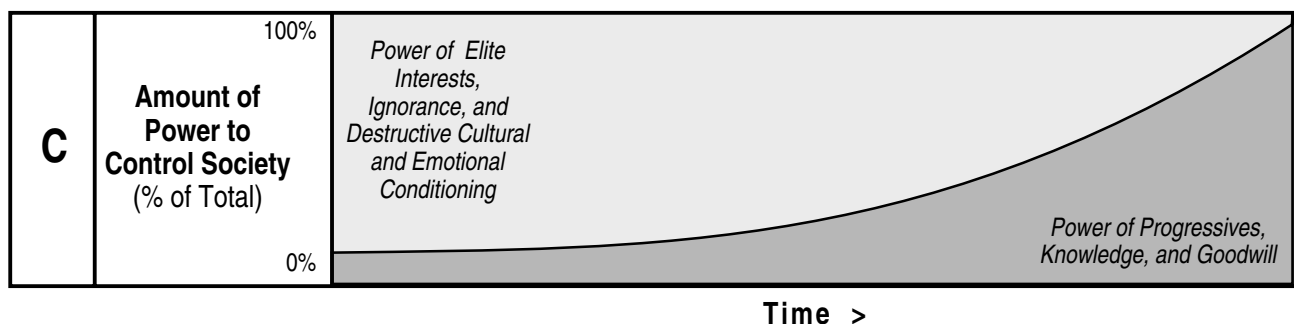 C
Amount of
Power to
Control Society
(% of Total)
100%
0%
Power of Elite
Interests,
Ignorance, and
Destructive Cultural
and Emotional
Conditioning
Power of Progressives,
Knowledge, and Goodwill
Time >